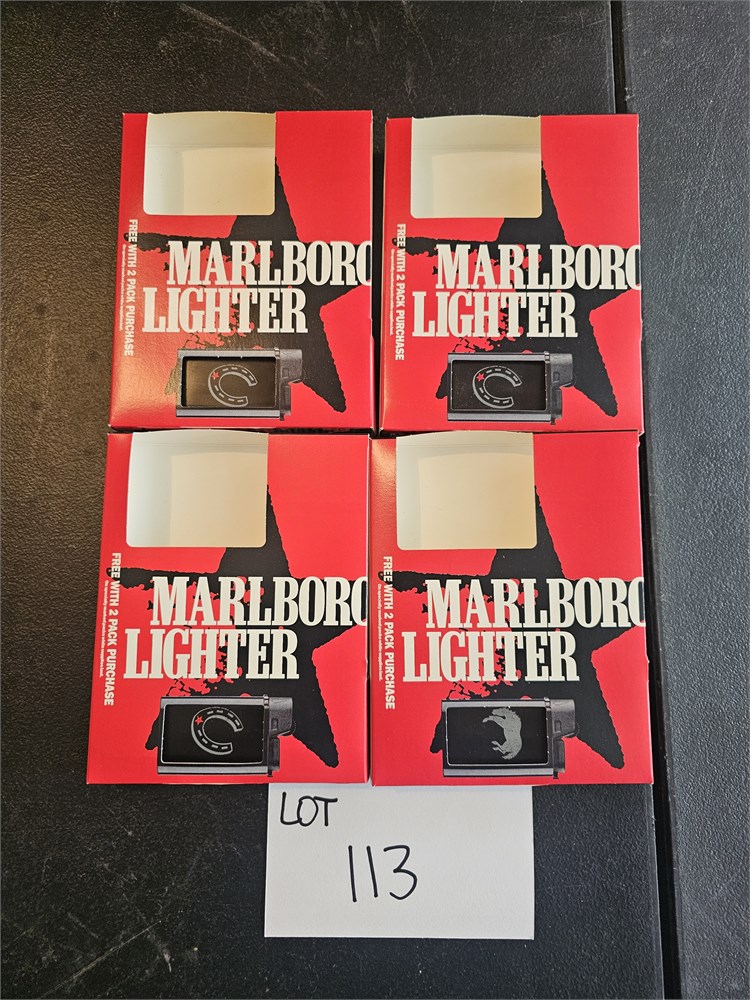 FREE WITH 2 PACK PURCHASE
MARLBORO
LIGHTER
FREE WITH 2 PACK PURCHASE
MARLBORO
LIGHTER
FREE WITH 2 PACK PURCHASE
MARLBORO
LIGHTER
FREE WITH 2 PACK PURCHASE
MARLBORO
LIGHTER
LOT
113